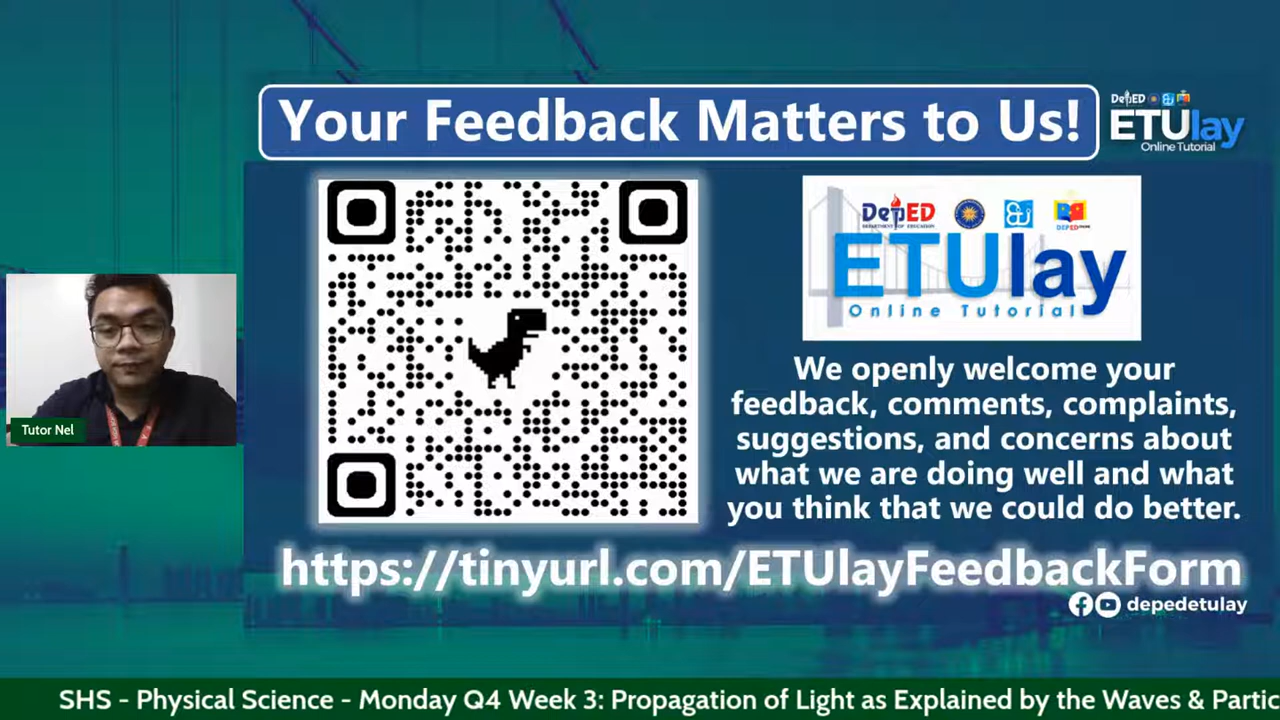 Your Feedback Matters to Us!
DepED
ETUlay
Online Tutorial
DepED
DEPARTMENT OF EDUCATION
ETUlay
Online Tutorial
We openly welcome your
feedback, comments, complaints,
suggestions, and concerns about
what we are doing well and what
you think that we could do better.
Tutor Nel
https://tinyurl.com/ETUlayFeedbackForm
depedetulay
SHS - Physical Science - Monday Q4 Week 3: Propagation of Light as Explained by the Waves & Partic